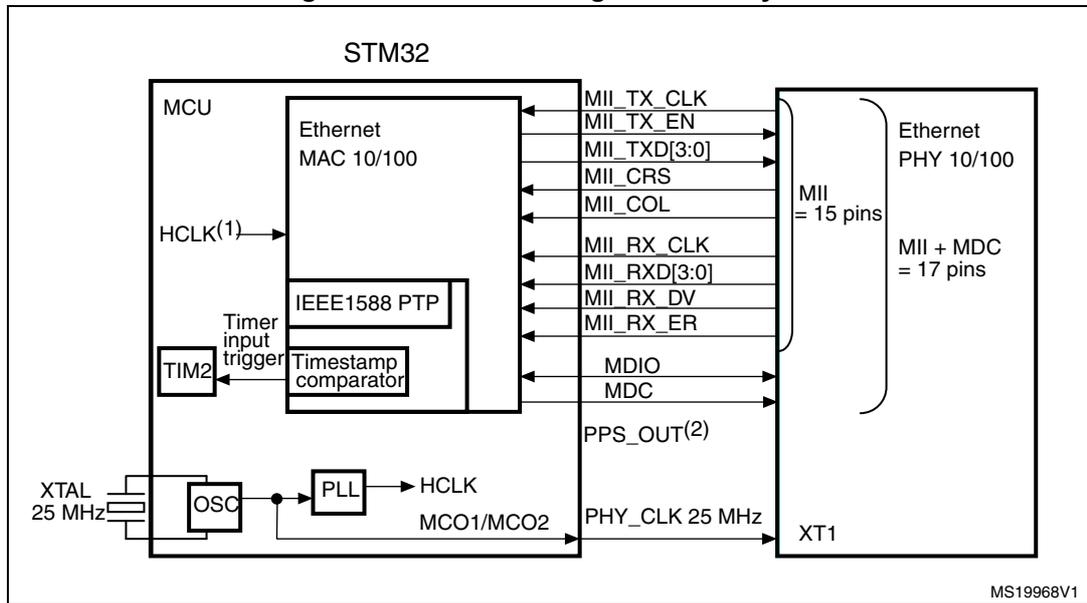 STM32
MCU
Ethernet
MAC 10/100
HCLK(1)
IEEE1588 PTP
Timer
input
trigger
TIM2
Timestamp
comparator
XTAL
25 MHz
OSC
PLL
HCLK
MCO1/MCO2
MII_TX_CLK
MII_TX_EN
MII_TXD[3:0]
MII_CRS
MII_COL
MII_RX_CLK
MII_RXD[3:0]
MII_RX_DV
MII_RX_ER
MDIO
MDC
PPS_OUT(2)
PHY_CLK 25 MHz
MII
= 15 pins
Ethernet
PHY 10/100
MII + MDC
= 17 pins
XT1
MS19968V1